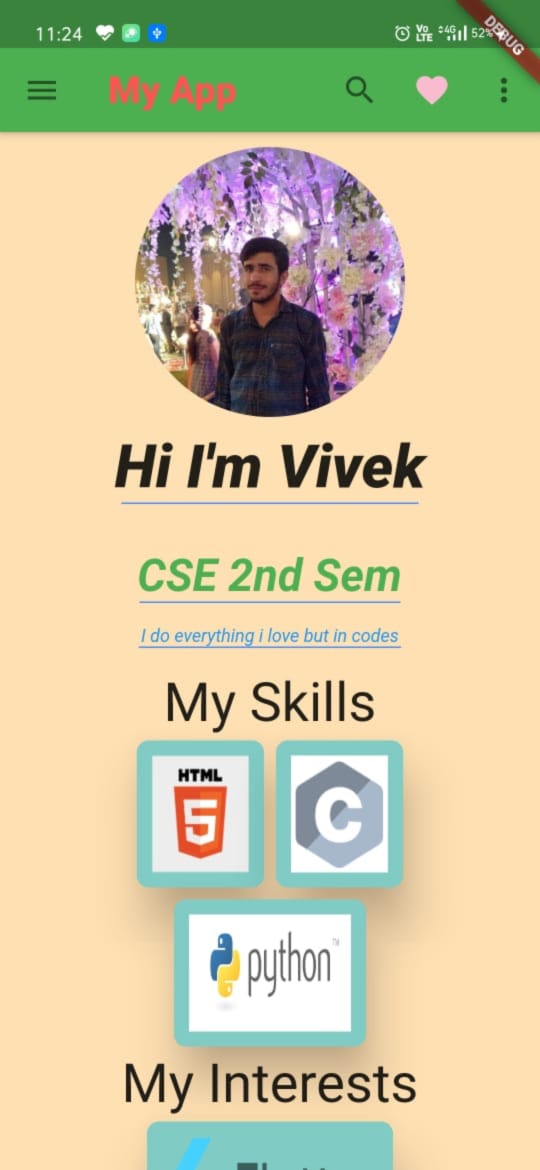 11:24
Vo
LTE
4G
52%
DEBUG
My App
Hi I'm Vivek
CSE 2nd Sem
I do everything i love but in codes
My Skills
HTML
5
C
python™
My Interests